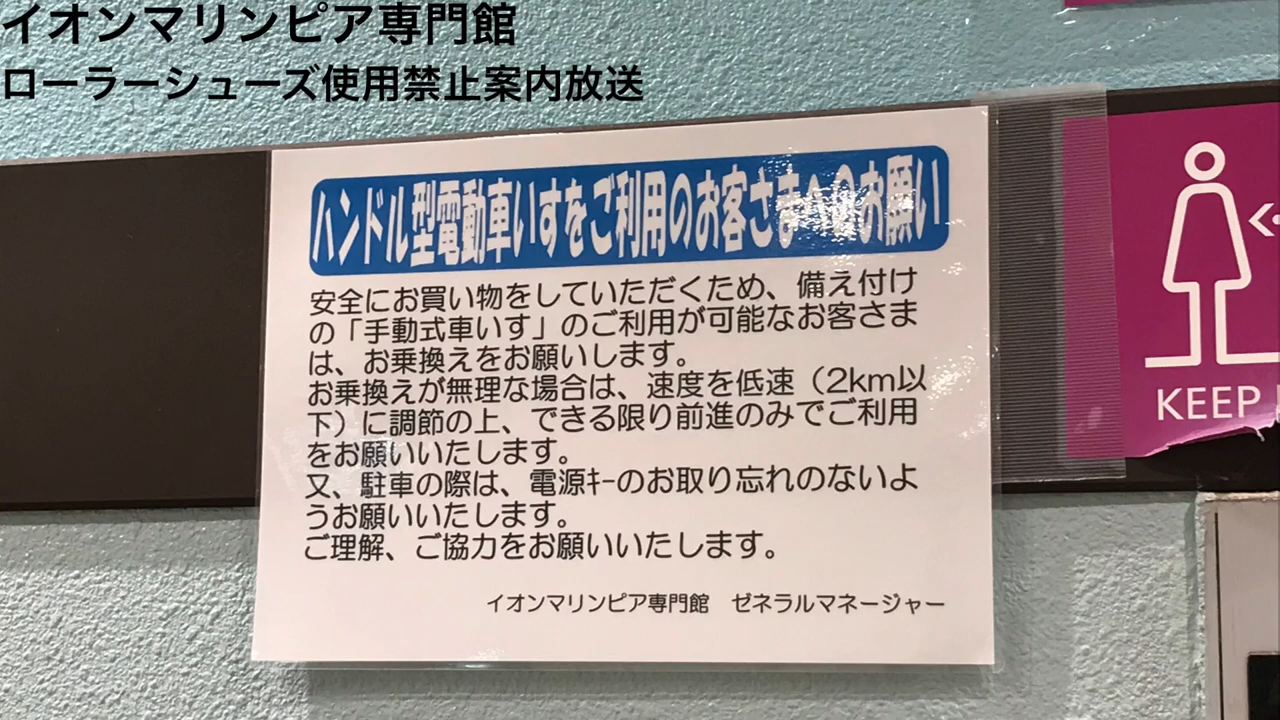 イオンマリンピア専門館
ローラーシューズ使用禁止案内放送
ハンドル型電動車いすをご利用のお客さまへのお願い
安全にお買い物をしていただくため、備え付け
の「手動式車いす」のご利用が可能なお客さま
は、お乗換えをお願いします。
お乗換えが無理な場合は、速度を低速（2km以
下）に調節の上、できる限り前進のみでご利用
をお願いいたします。
又、駐車の際は、電源ｷｰのお取り忘れのないよ
うお願いいたします。
ご理解、ご協力をお願いいたします。
イオンマリンピア専門館　ゼネラルマネージャー
KEEP